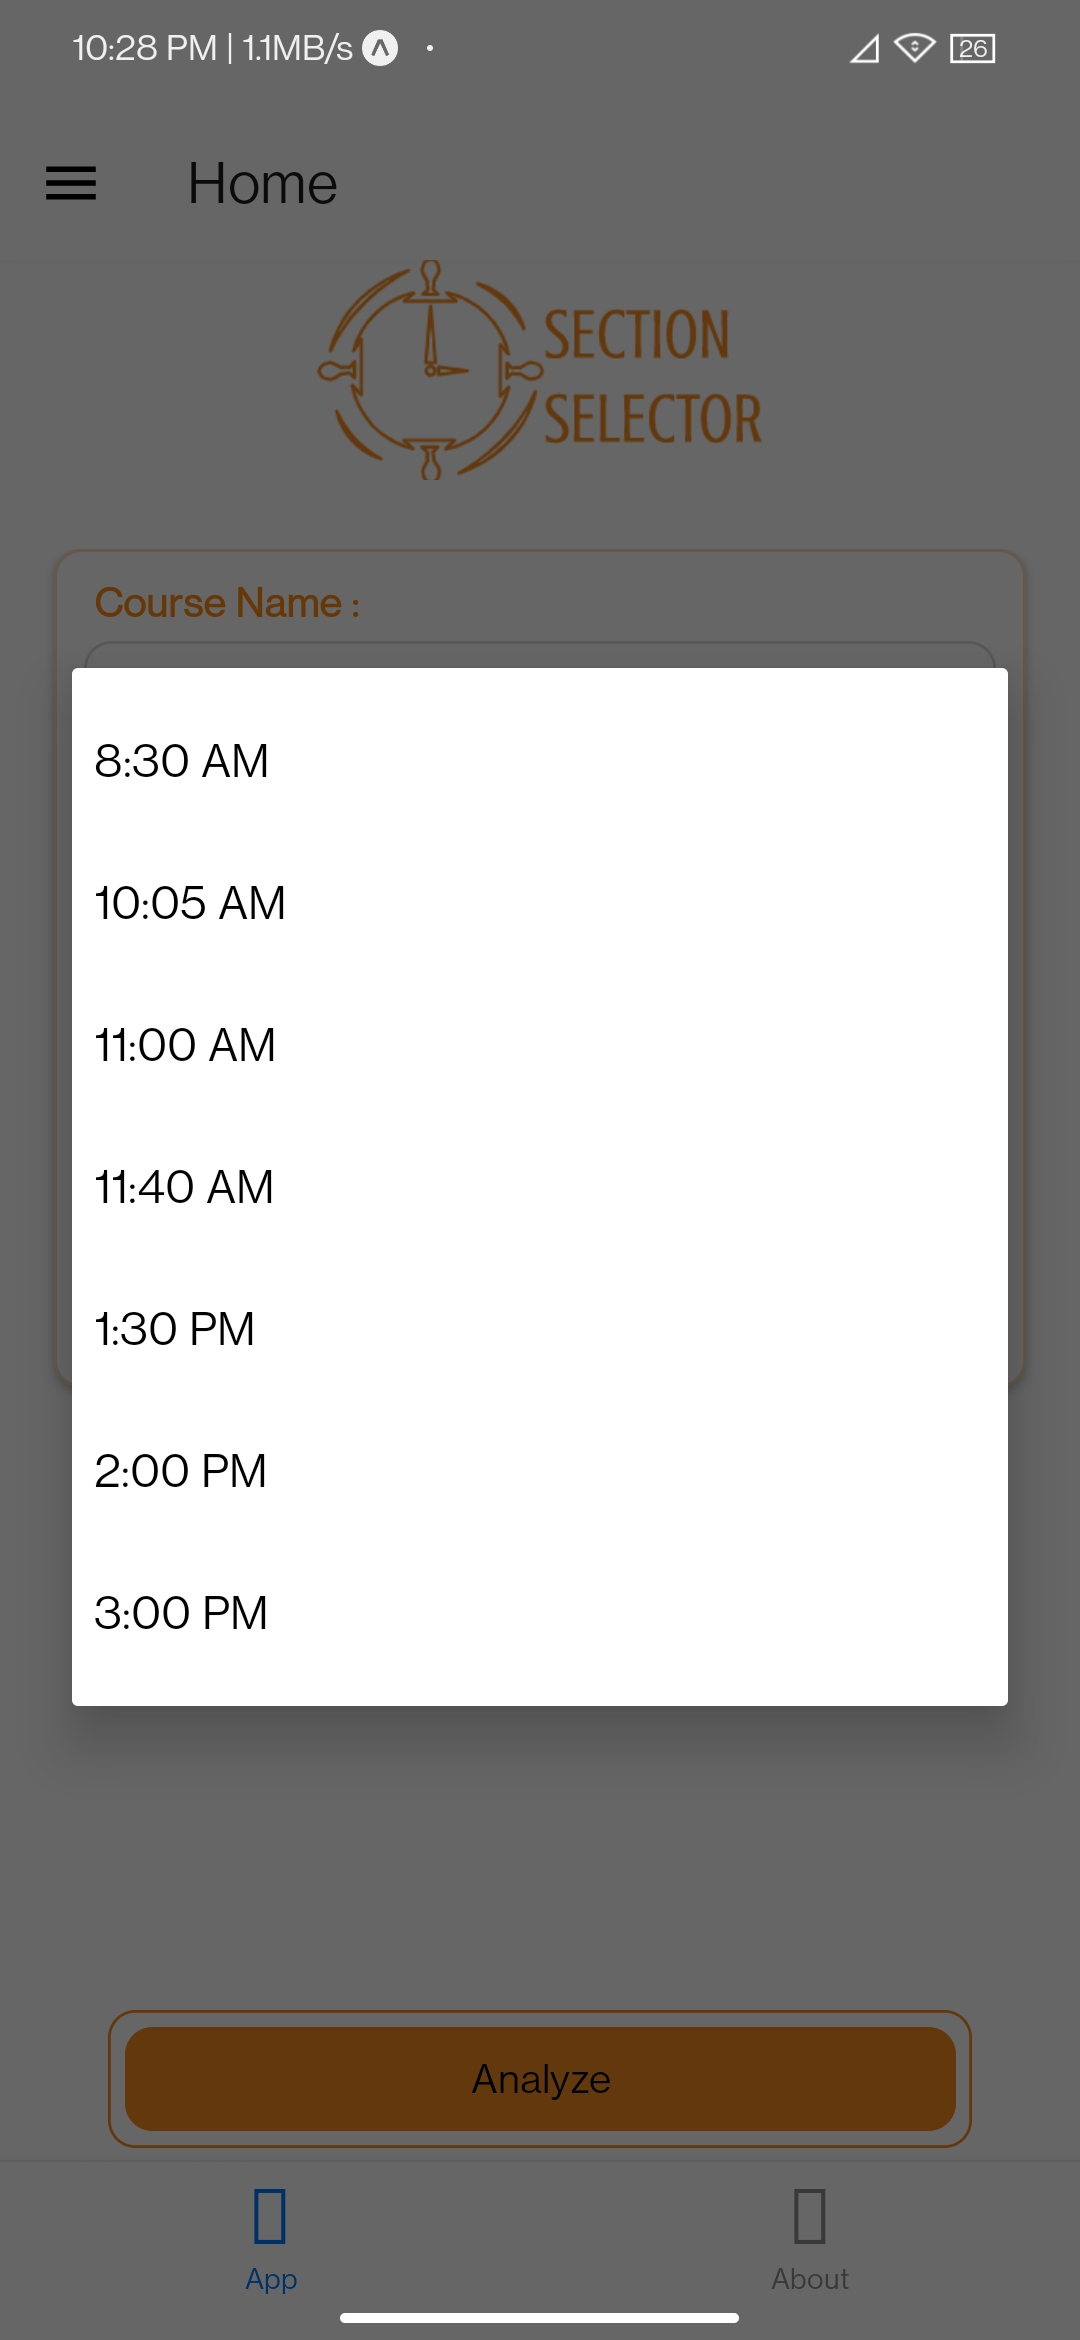 10:28 PM | 1.1MB/s
26
Home
SECTION
SELECTOR
Course Name :
8:30 AM
10:05 AM
11:00 AM
11:40 AM
1:30 PM
2:00 PM
3:00 PM
Analyze
App
About